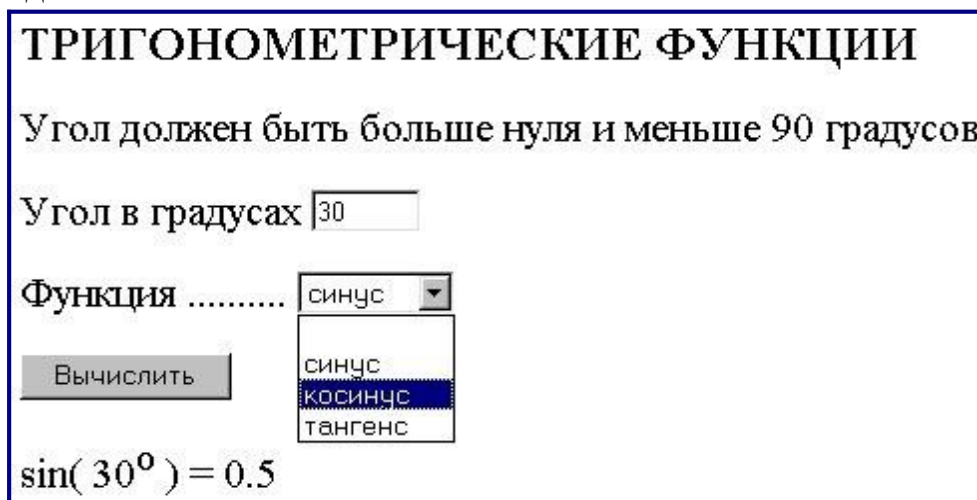 ТРИГОНОМЕТРИЧЕСКИЕ ФУНКЦИИ
Угол должен быть больше нуля и меньше 90 градусов
Угол в градусах 30
Функция .......... синус
синус
Вычислить
косинус
тангенс
sin( 30º ) = 0.5